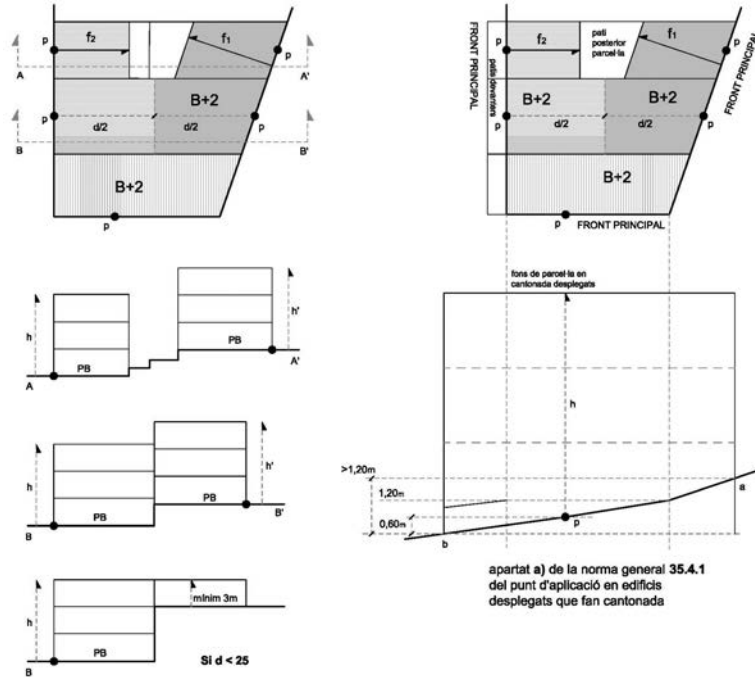 f₂
f₁
p
p
A
A'
B+2
p
d/2
d/2
p
B
B'
B+2
p
h
h'
PB
PB
A
A'
h
h'
PB
PB
B
B'
h
mínim 3m
PB
B
Si d < 25
FRONT PRINCIPAL
p
f₂
pati
posterior
parcel·la
f₁
p
FRONT PRINCIPAL
patis davanters
B+2
B+2
p
d/2
d/2
p
B+2
p
FRONT PRINCIPAL
fons de parcel·la en
cantonada desplegats
h
>1,20m
1,20m
0,60m
a
p
b
apartat a) de la norma general 35.4.1
del punt d'aplicació en edificis
desplegats que fan cantonada